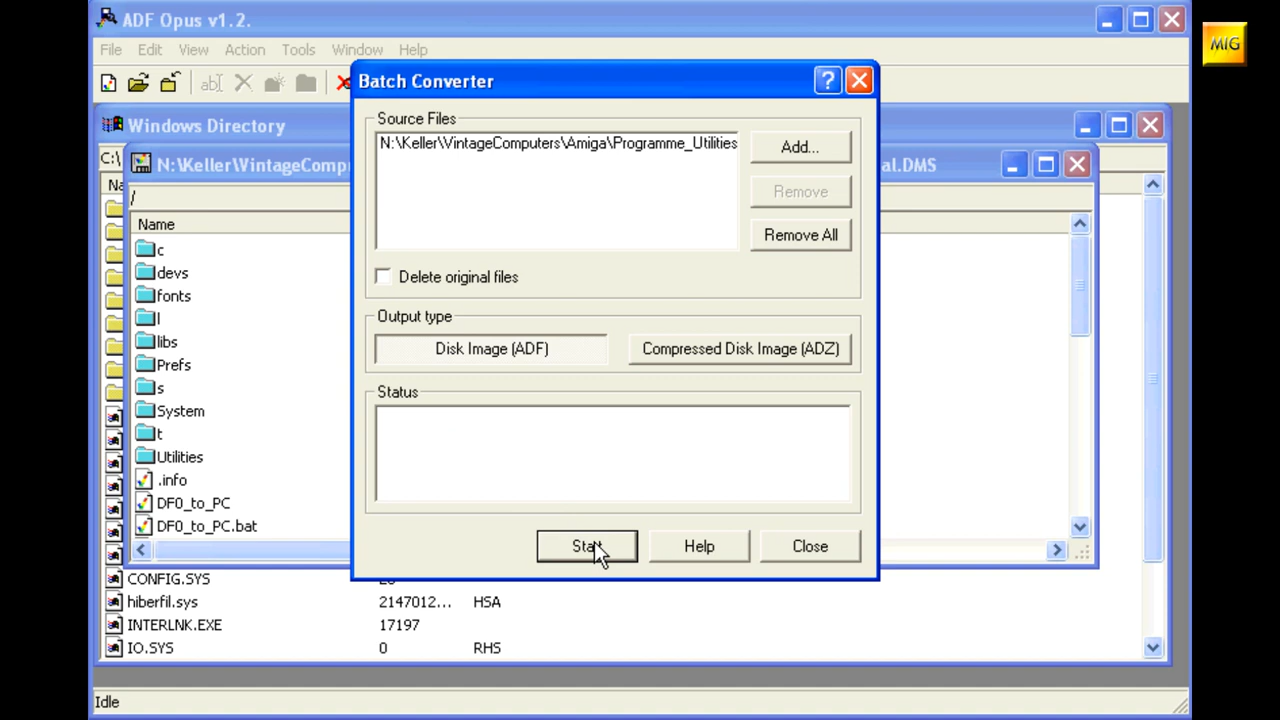 ADF Opus v1.2.
MIG
File Edit View Action Tools Window Help
abI
Batch Converter
Windows Directory
C:\
N:\Keller\VintageComp
al.DMS
/
Name
c
devs
fonts
l
libs
Prefs
s
System
t
Utilities
.info
DF0_to_PC
DF0_to_PC.bat
Source Files
N:\Keller\VintageComputers\Amiga\Programme_Utilities
Add...
Remove
Remove All
Delete original files
Output type
Disk Image (ADF)
Compressed Disk Image (ADZ)
Status
Start
Help
Close
CONFIG.SYS
hiberfil.sys 2147012... HSA
INTERLNK.EXE 17197
IO.SYS 0 RHS
Idle